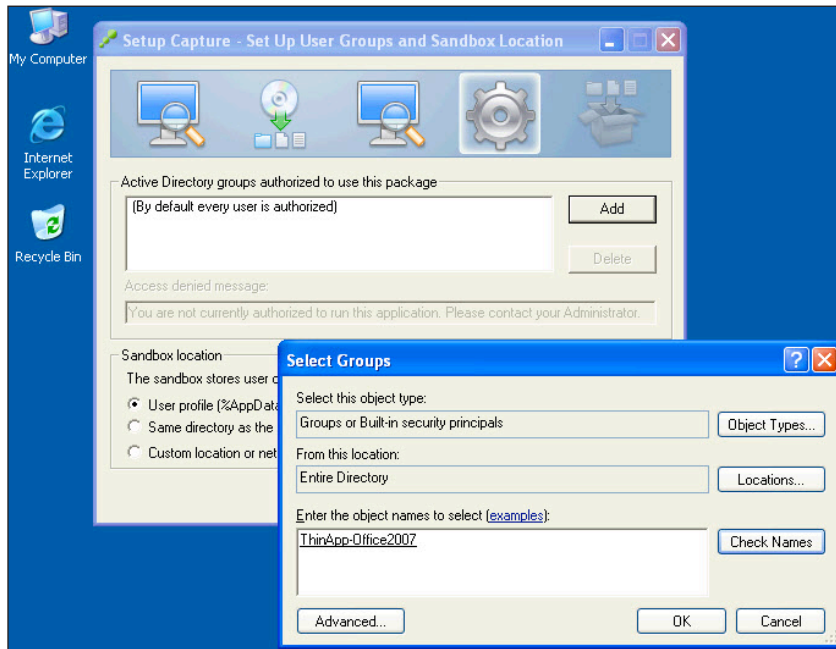 My Computer
Internet
Explorer
Recycle Bin
Setup Capture - Set Up User Groups and Sandbox Location
Active Directory groups authorized to use this package
(By default every user is authorized)
Add
Delete
Access denied message:
You are not currently authorized to run this application. Please contact your Administrator.
Sandbox location
The sandbox stores user
User profile (%AppData
Same directory as the
Custom location or net
Select Groups
Select this object type:
Groups or Built-in security principals
Object Types...
From this location:
Entire Directory
Locations...
Enter the object names to select (examples):
ThinApp-Office2007
Check Names
Advanced...
OK
Cancel